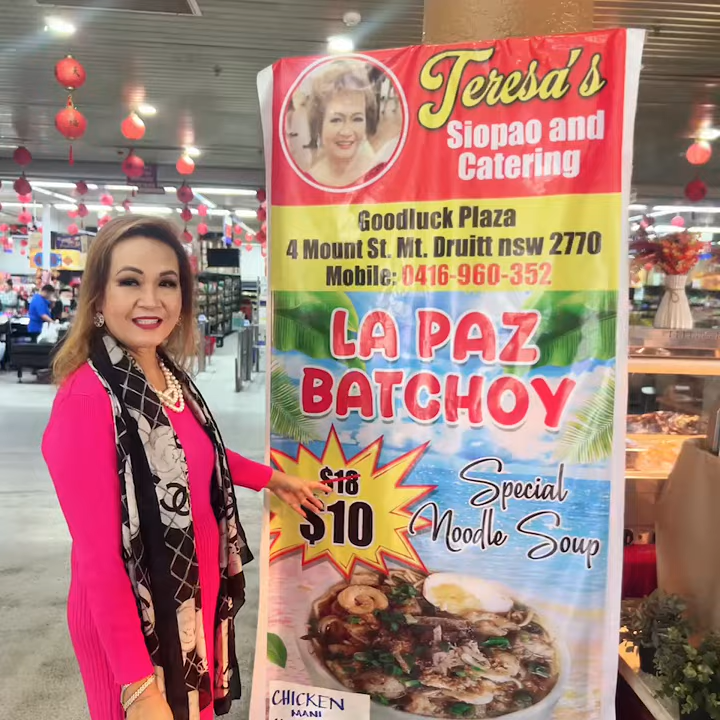 Teresa's
Siopao and
Catering
Goodluck Plaza
4 Mount St. Mt. Druitt nsw 2770
Mobile: 0416-960-352
LA PAZ
BATCHOY
$18
$10
Special
Noodle Soup
CHICKEN
MAMI